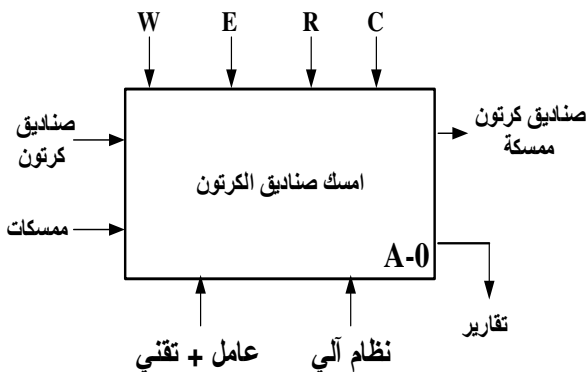 W E R C
صناديق
كرتون
صناديق كرتون
ممسكة
امسك صناديق الكرتون
ممسكات
A-0
تقارير
عامل + تقني
نظام آلي